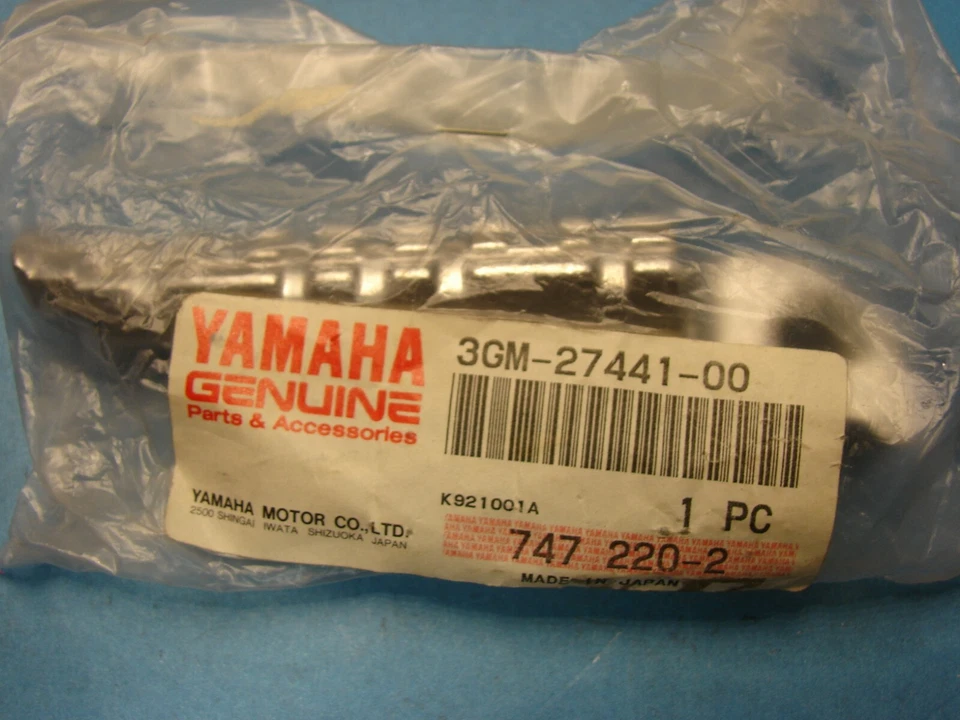 YAMAHA
GENUINE
Parts & Accessories
3GM-27441-00
YAMAHA MOTOR CO.,LTD.
2500 SHINGAI IWATA SHIZUOKA JAPAN
K921001A
1 PC
747 220-2
MADE IN JAPAN